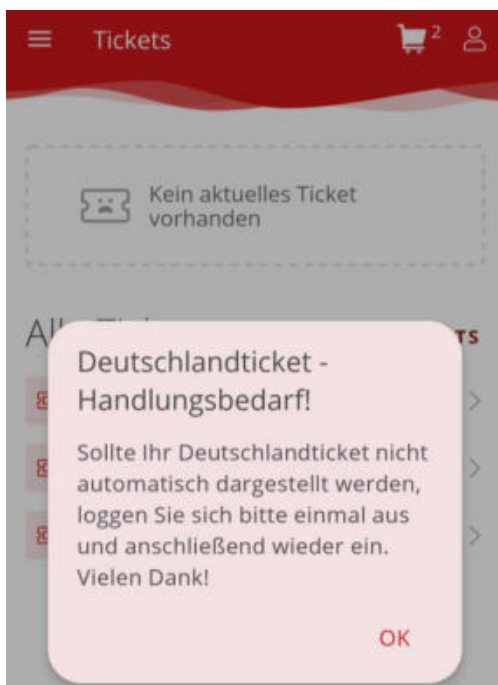 Tickets
2
Kein aktuelles Ticket
vorhanden
TS
Deutschlandticket -
Handlungsbedarf!
Sollte Ihr Deutschlandticket nicht
automatisch dargestellt werden,
loggen Sie sich bitte einmal aus
und anschließend wieder ein.
Vielen Dank!
OK